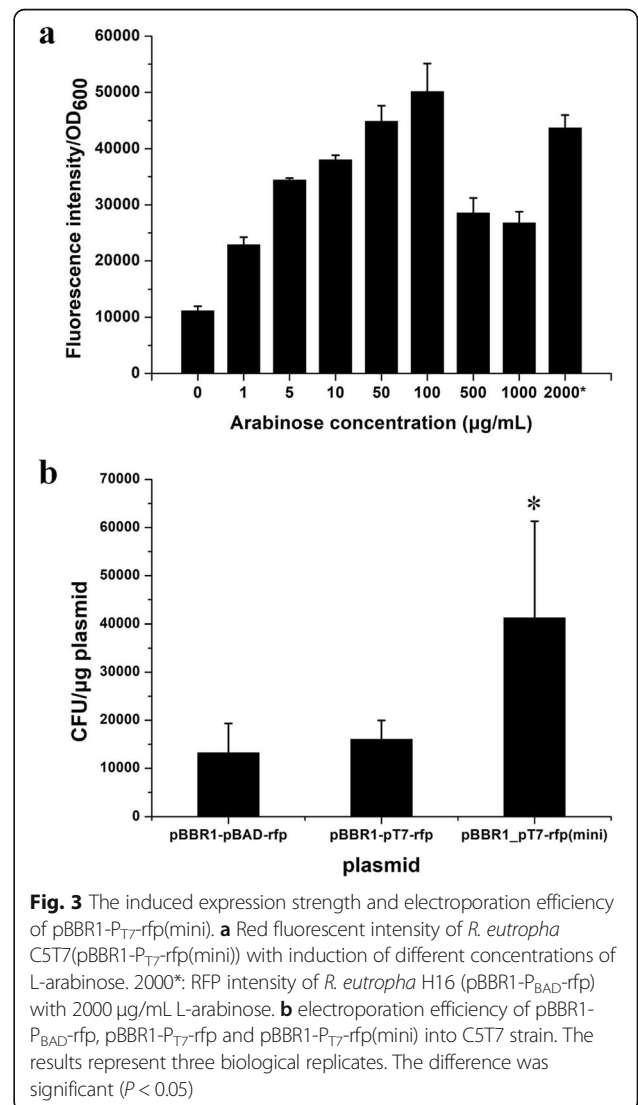 a
60000
50000
40000
30000
20000
10000
0
Fluorescence intensity/OD600
0 1 5 10 50 100 500 1000 2000*
Arabinose concentration (µg/mL)
b
70000
60000
50000
40000
30000
20000
10000
0
CFU/µg plasmid
*
pBBR1-pBAD-rfp pBBR1-pT7-rfp pBBR1_pT7-rfp(mini)
plasmid
Fig. 3 The induced expression strength and electroporation efficiency
of pBBR1-PT7-rfp(mini). a Red fluorescent intensity of R. eutropha
C5T7(pBBR1-PT7-rfp(mini)) with induction of different concentrations of
L-arabinose. 2000*: RFP intensity of R. eutropha H16 (pBBR1-PBAD-rfp)
with 2000 µg/mL L-arabinose. b electroporation efficiency of pBBR1-
PBAD-rfp, pBBR1-PT7-rfp and pBBR1-PT7-rfp(mini) into C5T7 strain. The
results represent three biological replicates. The difference was
significant (P < 0.05)